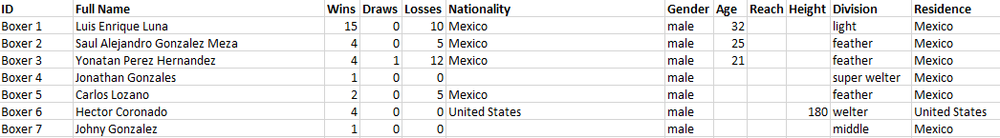 ID Full Name Wins Draws Losses Nationality Gender Age Reach Height Division Residence
Boxer 1 Luis Enrique Luna 15 0 10 Mexico male 32 light Mexico
Boxer 2 Saul Alejandro Gonzalez Meza 4 0 5 Mexico male 25 feather Mexico
Boxer 3 Yonatan Perez Hernandez 4 1 12 Mexico male 21 feather Mexico
Boxer 4 Jonathan Gonzales 1 0 0 male super welter Mexico
Boxer 5 Carlos Lozano 2 0 5 Mexico male feather Mexico
Boxer 6 Hector Coronado 4 0 0 United States male 180 welter United States
Boxer 7 Johny Gonzalez 1 0 0 male middle Mexico